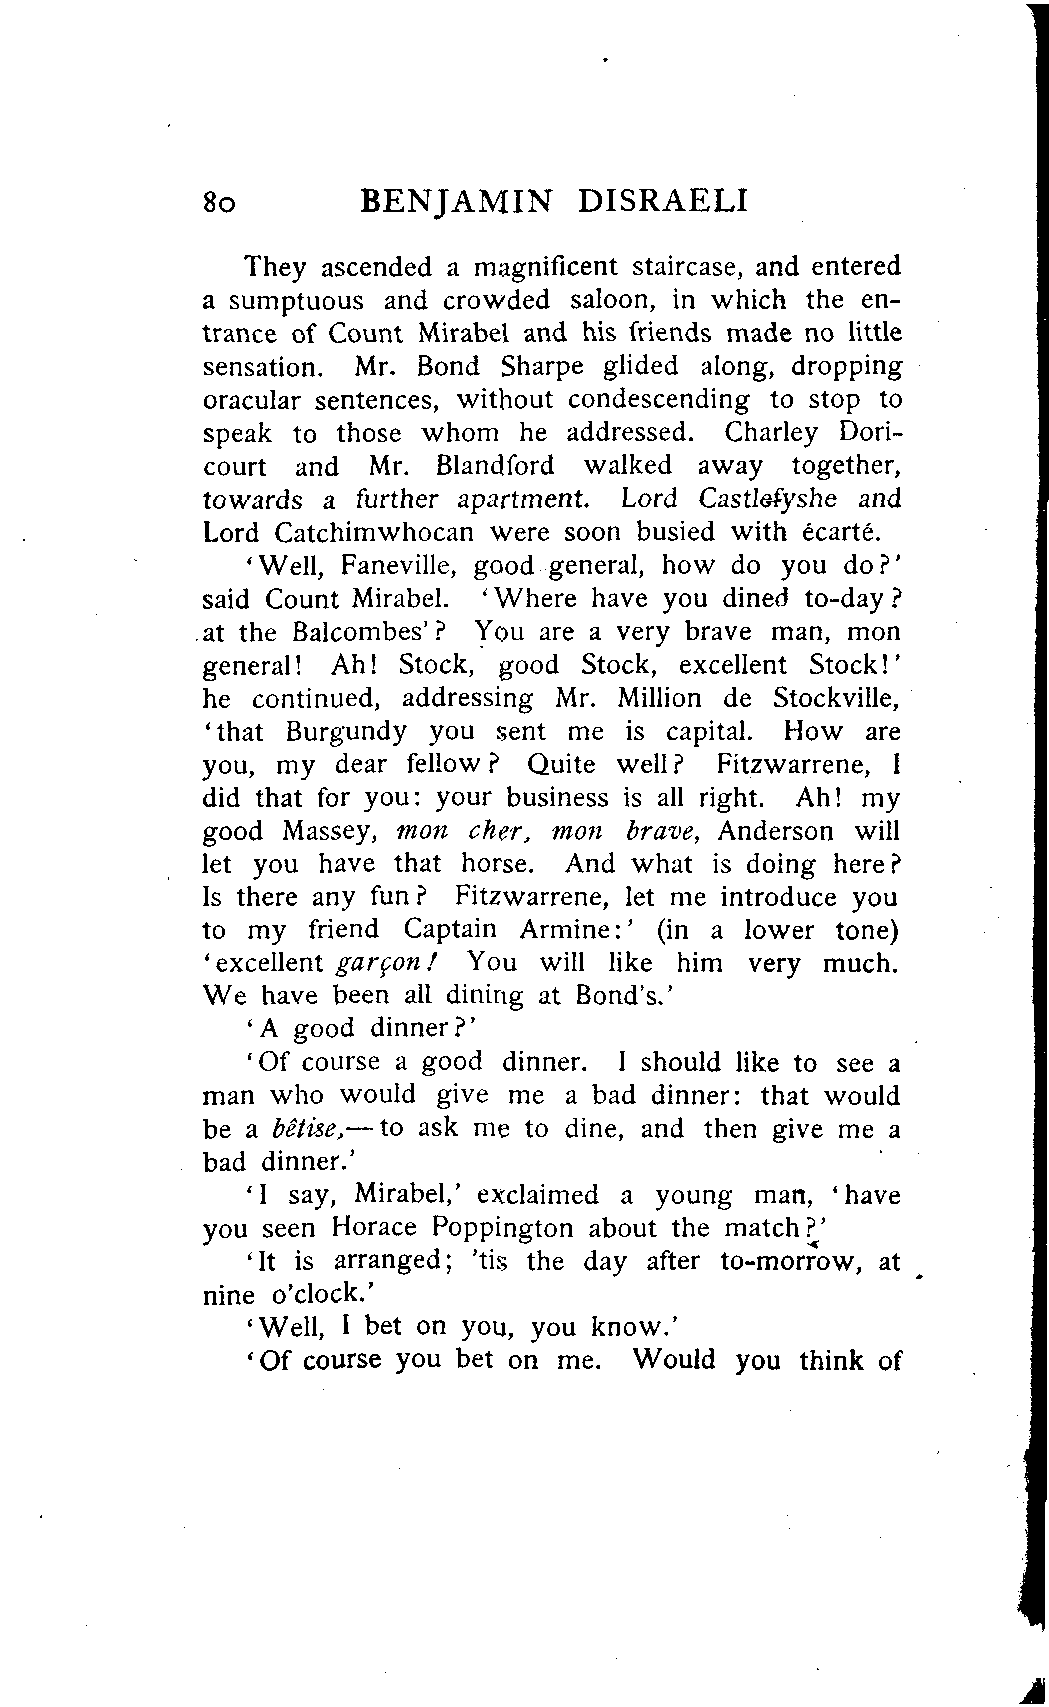 80 BENJAMIN DISRAELI
They ascended a magnificent staircase, and entered
a sumptuous and crowded saloon, in which the en-
trance of Count Mirabel and his friends made no little
sensation. Mr. Bond Sharpe glided along, dropping
oracular sentences, without condescending to stop to
speak to those whom he addressed. Charley Dori-
court and Mr. Blandford walked away together,
towards a further apartment. Lord Castlefyshe and
Lord Catchimwhocan were soon busied with écarté.
‘Well, Faneville, good general, how do you do?’
said Count Mirabel. ‘Where have you dined to-day?
at the Balcombes’? You are a very brave man, mon
general! Ah! Stock, good Stock, excellent Stock!’
he continued, addressing Mr. Million de Stockville,
‘that Burgundy you sent me is capital. How are
you, my dear fellow? Quite well? Fitzwarrene, I
did that for you: your business is all right. Ah! my
good Massey, mon cher, mon brave, Anderson will
let you have that horse. And what is doing here?
Is there any fun? Fitzwarrene, let me introduce you
to my friend Captain Armine:’ (in a lower tone)
‘excellent garçon! You will like him very much.
We have been all dining at Bond’s.’
‘A good dinner?’
‘Of course a good dinner. I should like to see a
man who would give me a bad dinner: that would
be a bêtise,—to ask me to dine, and then give me a
bad dinner.’
‘I say, Mirabel,’ exclaimed a young man, ‘have
you seen Horace Poppington about the match?’
‘It is arranged; ’tis the day after to-morrow, at
nine o’clock.’
‘Well, I bet on you, you know.’
‘Of course you bet on me. Would you think of